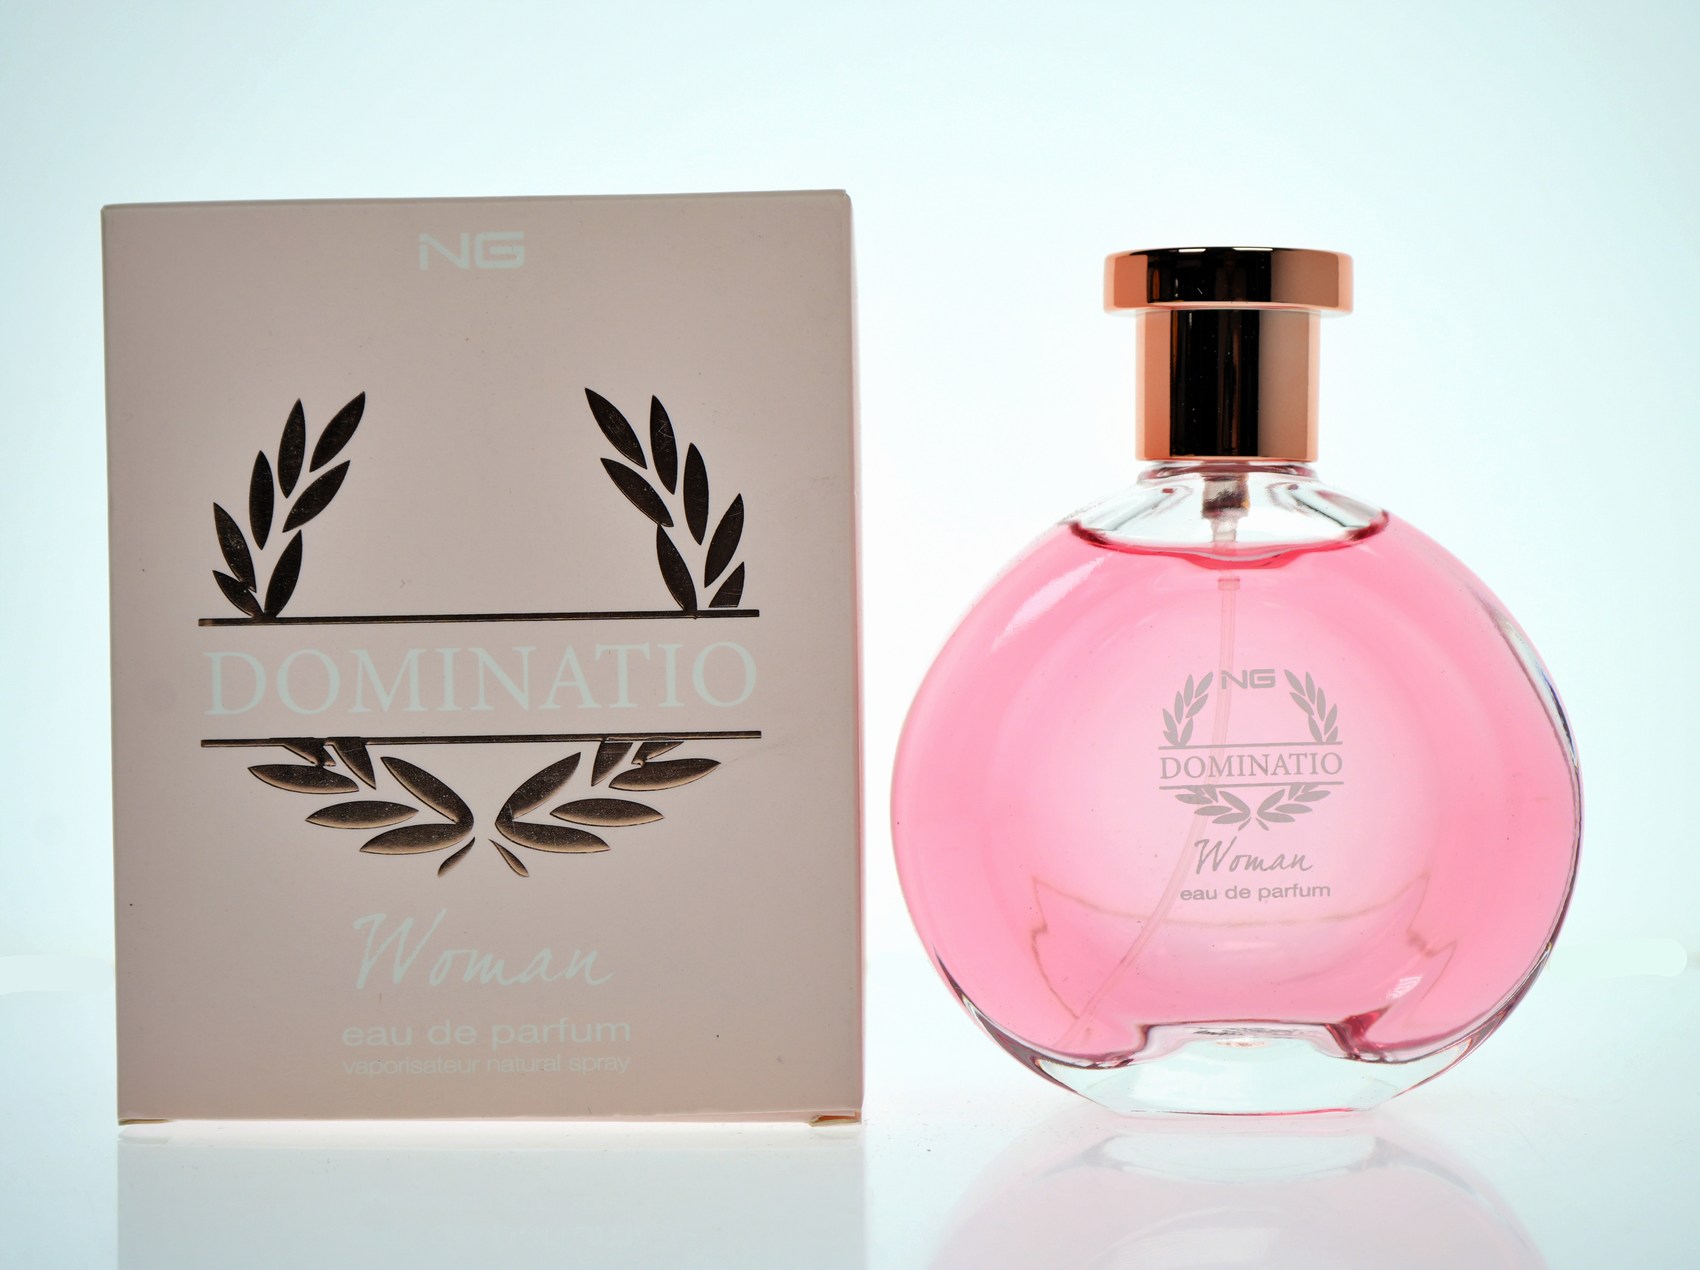 NG
DOMINATIO
Woman
eau de parfum
vaporisateur natural spray
NG
DOMINATIO
Woman
eau de parfum